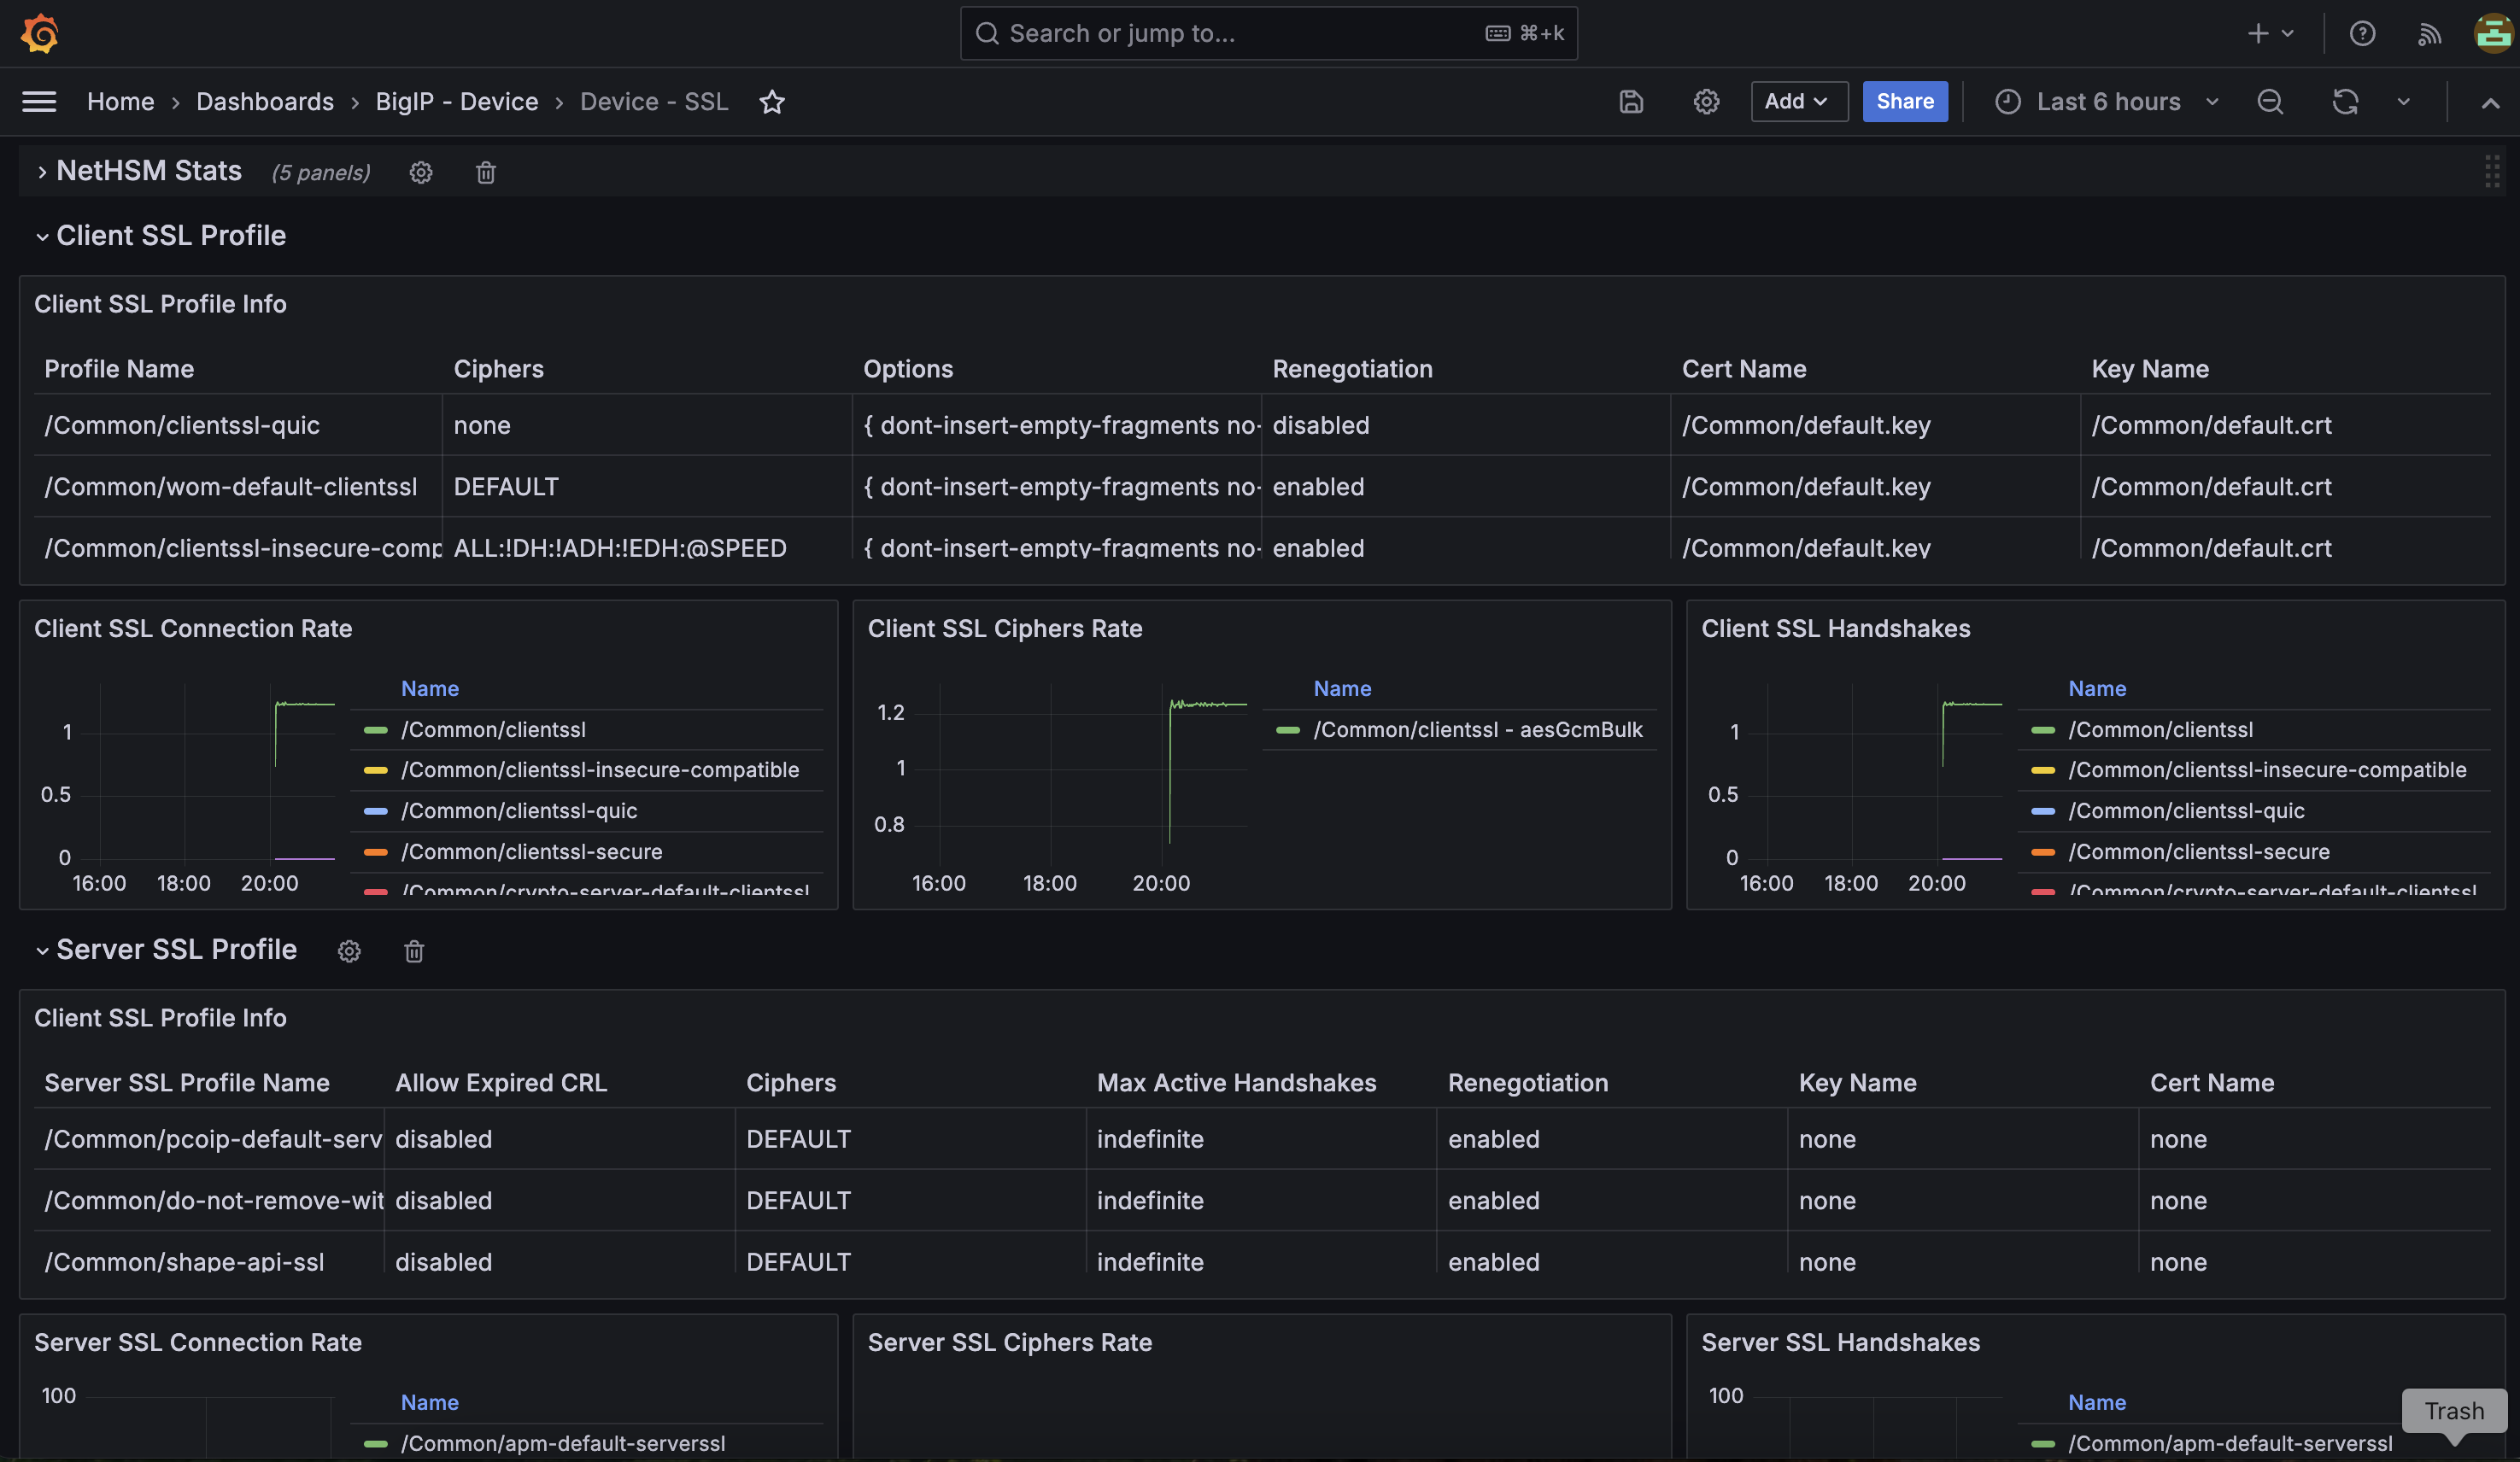 Search or jump to...
⌘+k
Home › Dashboards › BigIP - Device › Device - SSL
Add
Share
Last 6 hours
NetHSM Stats (5 panels)
Client SSL Profile
Client SSL Profile Info
Profile Name Ciphers Options Renegotiation Cert Name Key Name
/Common/clientssl-quic none { dont-insert-empty-fragments no- disabled /Common/default.key /Common/default.crt
/Common/wom-default-clientssl DEFAULT { dont-insert-empty-fragments no- enabled /Common/default.key /Common/default.crt
/Common/clientssl-insecure-comp ALL:!DH:!ADH:!EDH:@SPEED { dont-insert-empty-fragments no- enabled /Common/default.key /Common/default.crt
Client SSL Connection Rate
Name
1
0.5
0
16:00 18:00 20:00
/Common/clientssl
/Common/clientssl-insecure-compatible
/Common/clientssl-quic
/Common/clientssl-secure
/Common/crypto-server-default-clientssl
Client SSL Ciphers Rate
Name
1.2
1
0.8
16:00 18:00 20:00
/Common/clientssl - aesGcmBulk
Client SSL Handshakes
Name
1
0.5
0
16:00 18:00 20:00
/Common/clientssl
/Common/clientssl-insecure-compatible
/Common/clientssl-quic
/Common/clientssl-secure
/Common/crypto-server-default-clientssl
Server SSL Profile
Client SSL Profile Info
Server SSL Profile Name Allow Expired CRL Ciphers Max Active Handshakes Renegotiation Key Name Cert Name
/Common/pcoip-default-serv disabled DEFAULT indefinite enabled none none
/Common/do-not-remove-wit disabled DEFAULT indefinite enabled none none
/Common/shape-api-ssl disabled DEFAULT indefinite enabled none none
Server SSL Connection Rate
100
Name
/Common/apm-default-serverssl
Server SSL Ciphers Rate
Server SSL Handshakes
100
Name
/Common/apm-default-serverssl
Trash